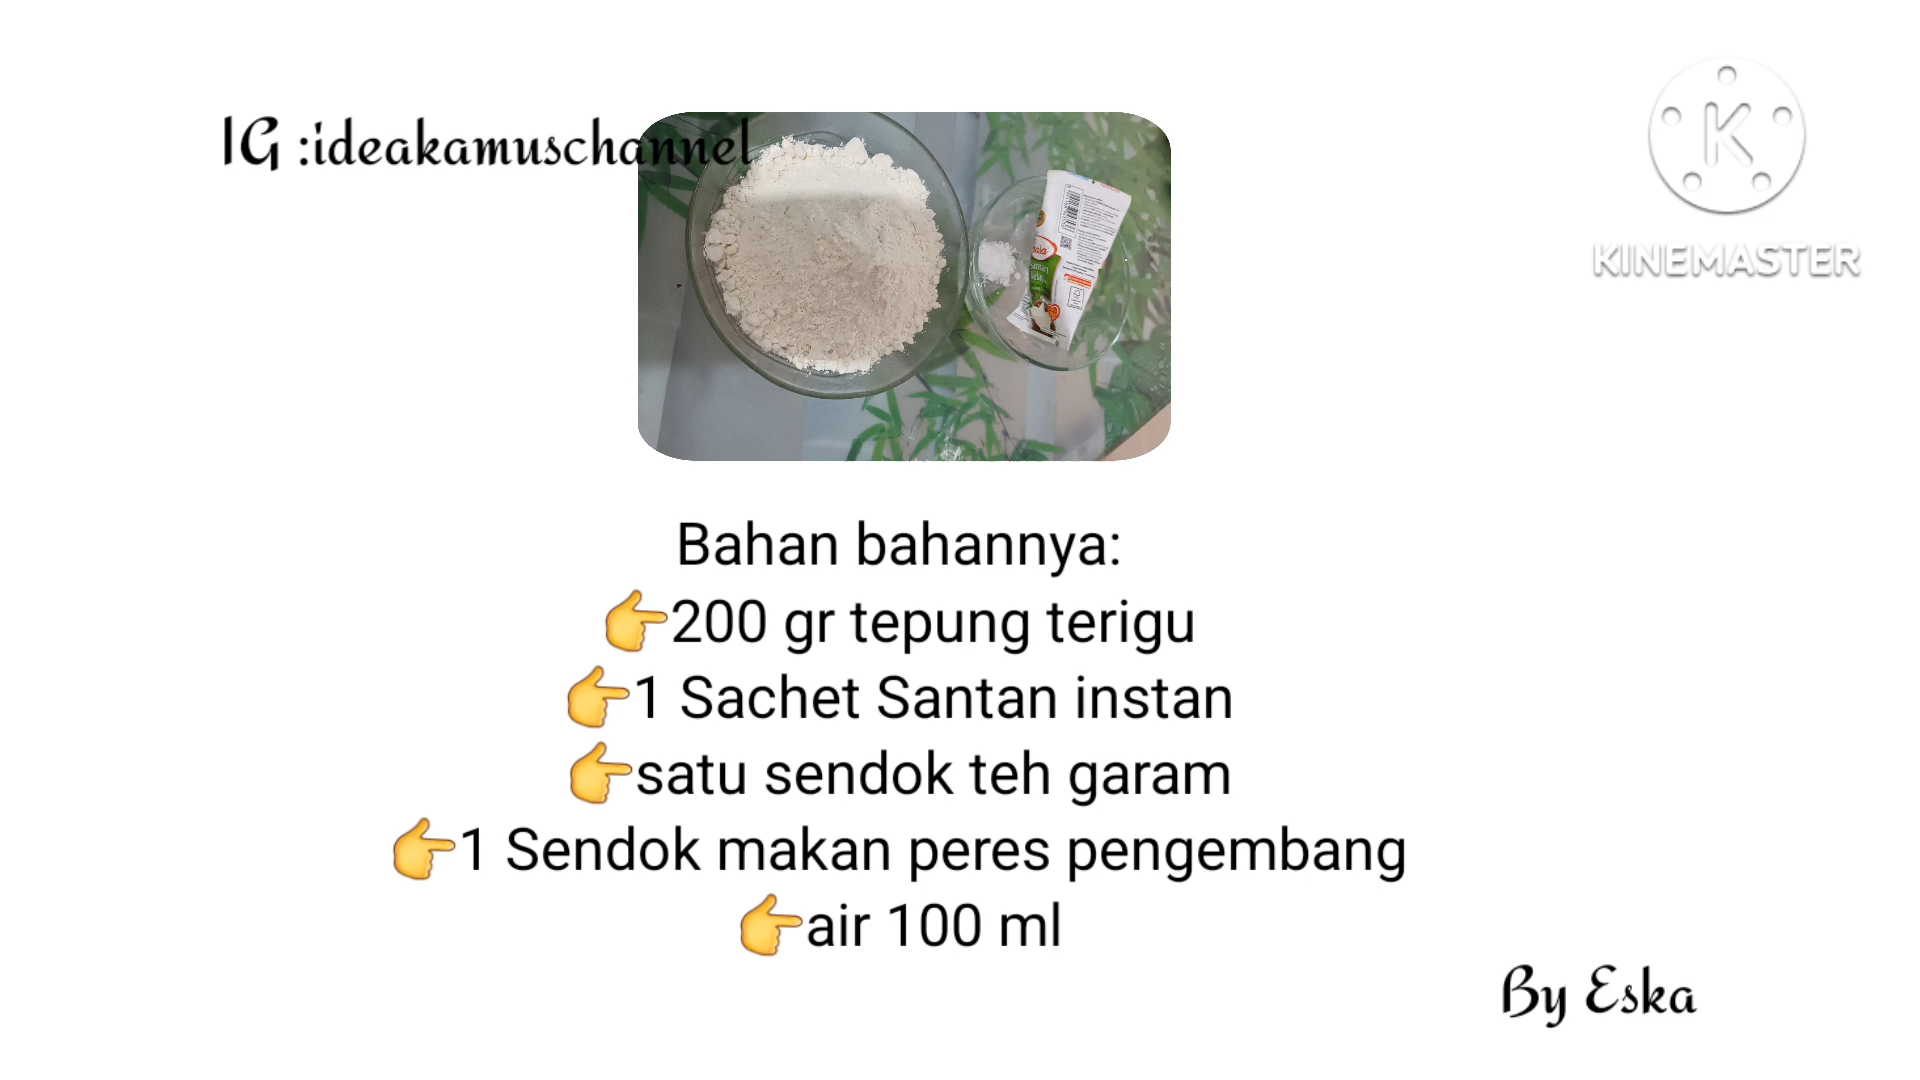 IG :ideakamuschannel
K
KINEMASTER
santan
Bahan bahannya:
👉200 gr tepung terigu
👉1 Sachet Santan instan
👉satu sendok teh garam
👉1 Sendok makan peres pengembang
👉air 100 ml
By Eska